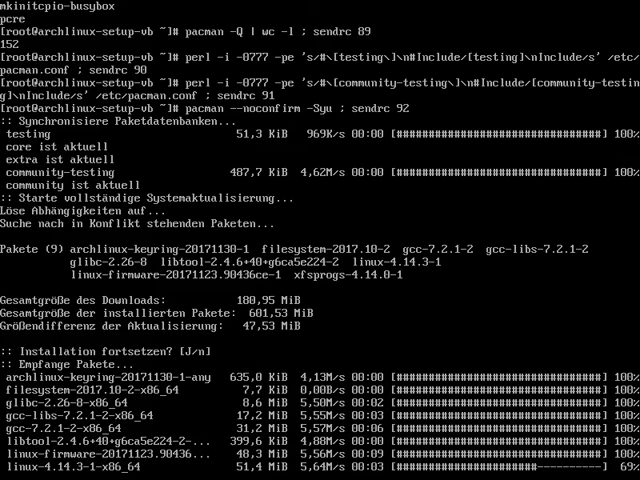 mkinitcpio-busybox
pcre
[root@archlinux-setup-vb ~]# pacman -Q | wc -l ; sendrc 89
152
[root@archlinux-setup-vb ~]# perl -i -0777 -pe 's/#\[testing\]\n#Include/[testing]\nInclude/s' /etc/
pacman.conf ; sendrc 90
[root@archlinux-setup-vb ~]# perl -i -0777 -pe 's/#\[community-testing\]\n#Include/[community-testin
g]\nInclude/s' /etc/pacman.conf ; sendrc 91
[root@archlinux-setup-vb ~]# pacman --noconfirm -Syu ; sendrc 92
:: Synchronisiere Paketdatenbanken...
testing 51,3 KiB 969K/s 00:00 [################################] 100%
core ist aktuell
extra ist aktuell
community-testing 487,7 KiB 4,62M/s 00:00 [################################] 100%
community ist aktuell
:: Starte vollständige Systemaktualisierung...
Löse Abhängigkeiten auf...
Suche nach in Konflikt stehenden Paketen...
Pakete (9) archlinux-keyring-20171130-1 filesystem-2017.10-2 gcc-7.2.1-2 gcc-libs-7.2.1-2
glibc-2.26-8 libtool-2.4.6+40+g6ca5e224-2 linux-4.14.3-1
linux-firmware-20171123.90436ce-1 xfsprogs-4.14.0-1
Gesamtgröße des Downloads: 180,95 MiB
Gesamtgröße der installierten Pakete: 601,53 MiB
Größendifferenz der Aktualisierung: 47,53 MiB
:: Installation fortsetzen? [J/n]
:: Empfange Pakete...
archlinux-keyring-20171130-1-any 635,0 KiB 4,13M/s 00:00 [################################] 100%
filesystem-2017.10-2-x86_64 7,7 KiB 0,00B/s 00:00 [################################] 100%
glibc-2.26-8-x86_64 8,6 MiB 5,50M/s 00:02 [################################] 100%
gcc-libs-7.2.1-2-x86_64 17,2 MiB 5,55M/s 00:03 [################################] 100%
gcc-7.2.1-2-x86_64 31,2 MiB 5,57M/s 00:06 [################################] 100%
libtool-2.4.6+40+g6ca5e224-2-... 399,6 KiB 4,88M/s 00:00 [################################] 100%
linux-firmware-20171123.90436... 48,3 MiB 5,56M/s 00:09 [################################] 100%
linux-4.14.3-1-x86_64 51,4 MiB 5,64M/s 00:03 [######################----------] 69%